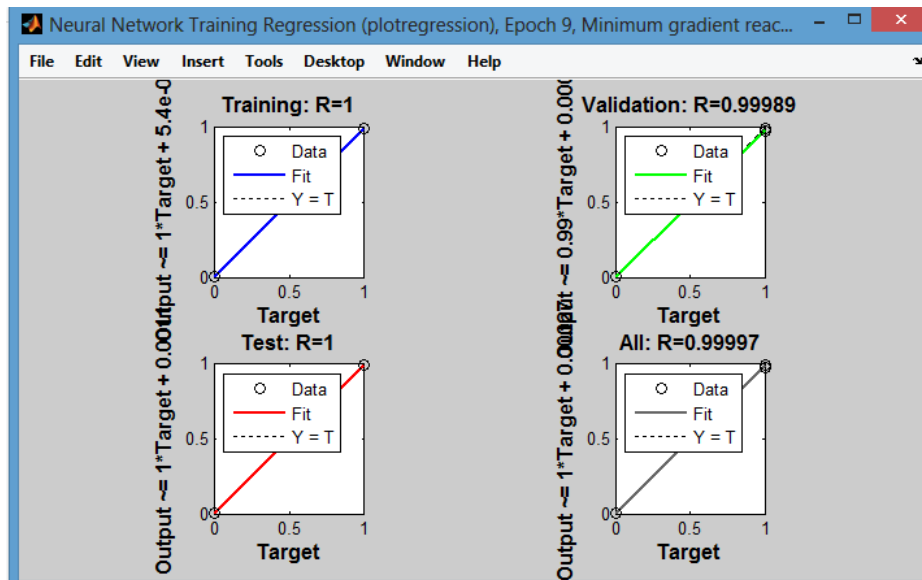 Neural Network Training Regression (plotregression), Epoch 9, Minimum gradient reac...
File Edit View Insert Tools Desktop Window Help
Training: R=1
Output ~= 1*Target + 5.4e-0
1
0.5
0
Data
Fit
Y = T
0 0.5 1
Target
Validation: R=0.99989
Output ~= 0.99*Target + 0.000
1
0.5
0
Data
Fit
Y = T
0 0.5 1
Target
Test: R=1
Output ~= 1*Target + 0.0011
1
0.5
0
Data
Fit
Y = T
0 0.5 1
Target
All: R=0.99997
Output ~= 1*Target +
1
0.5
0
Data
Fit
Y = T
0 0.5 1
Target